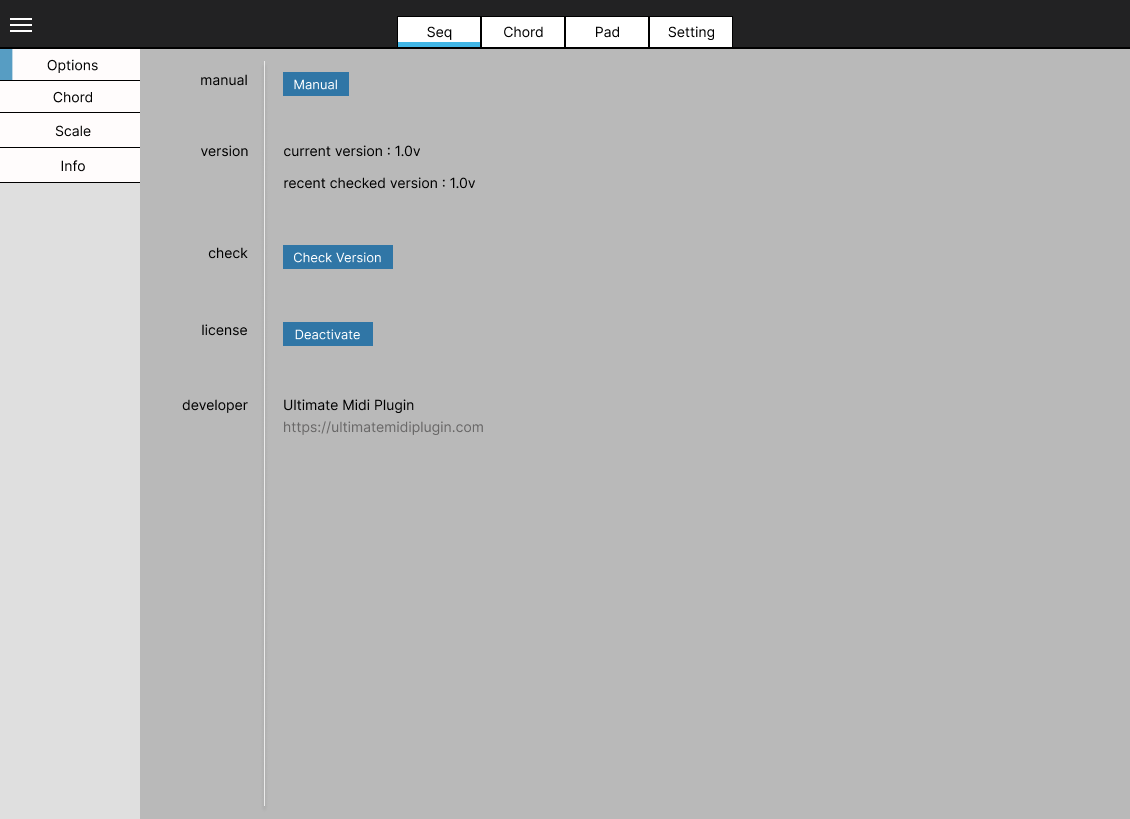 Seq
Chord
Pad
Setting
Options
Chord
Scale
Info
manual
Manual
version
current version : 1.0v
recent checked version : 1.0v
check
Check Version
license
Deactivate
developer
Ultimate Midi Plugin
https://ultimatemidiplugin.com